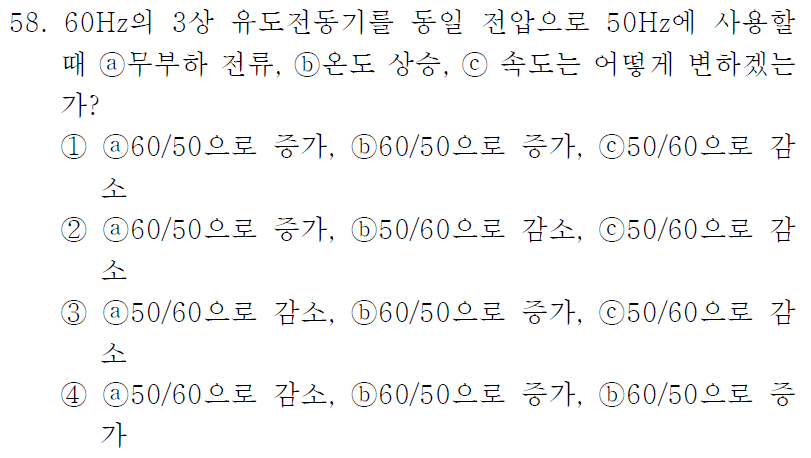 58. 60Hz의 3상 유도전동기를 동일 전압으로 50Hz에 사용할
때 ⓐ무부하 전류, ⓑ온도 상승, ⓒ 속도는 어떻게 변하겠는
가?
① ⓐ60/50으로 증가, ⓑ60/50으로 증가, ⓒ50/60으로 감
소
② ⓐ60/50으로 증가, ⓑ50/60으로 감소, ⓒ50/60으로 감
소
③ ⓐ50/60으로 감소, ⓑ60/50으로 증가, ⓒ50/60으로 감
소
④ ⓐ50/60으로 감소, ⓑ60/50으로 증가, ⓑ60/50으로 증
가